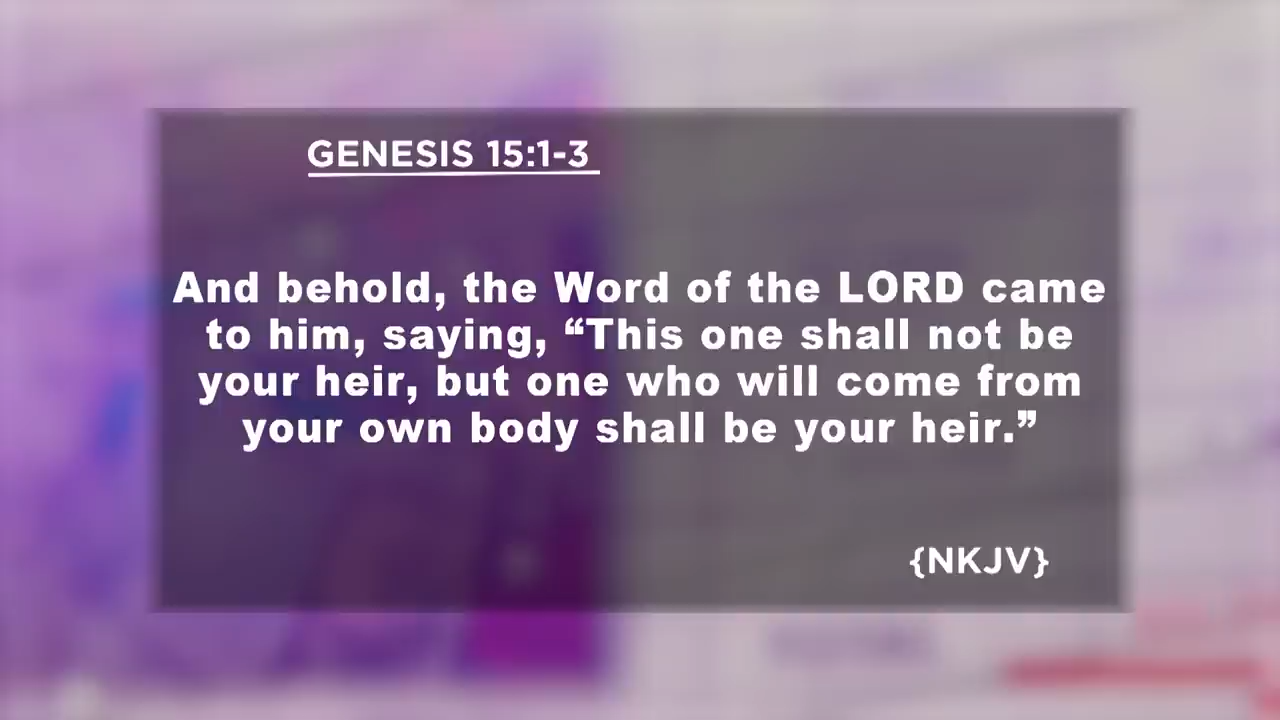 GENESIS 15:1-3
And behold, the Word of the LORD came
to him, saying, “This one shall not be
your heir, but one who will come from
your own body shall be your heir.”
{NKJV}